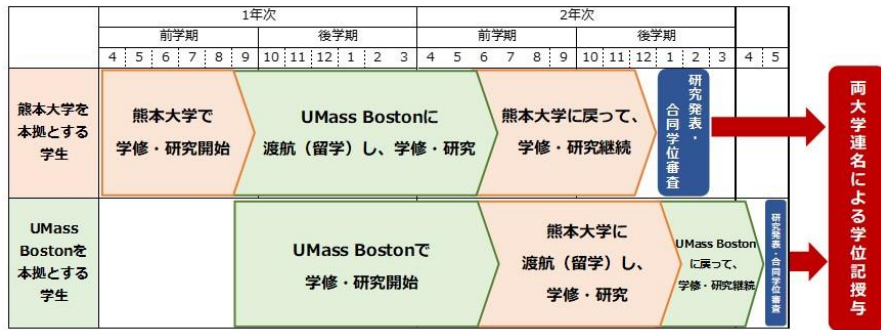 1年次
2年次
前学期
後学期
前学期
後学期
4 5 6 7 8 9 10 11 12 1 2 3 4 5 6 7 8 9 10 11 12 1 2 3 4 5
熊本大学を
本拠とする
学生
熊本大学で
学修・研究開始
UMass Bostonに
渡航（留学）し、学修・研究
熊本大学に戻って、
学修・研究継続
研究発表・
合同学位審査
UMass
Bostonを
本拠とする
学生
UMass Bostonで
学修・研究開始
熊本大学に
渡航（留学）し、
学修・研究
UMass Boston
に戻って、
学修・研究継続
研究発表・合同学位審査
両大学連名による学位記授与